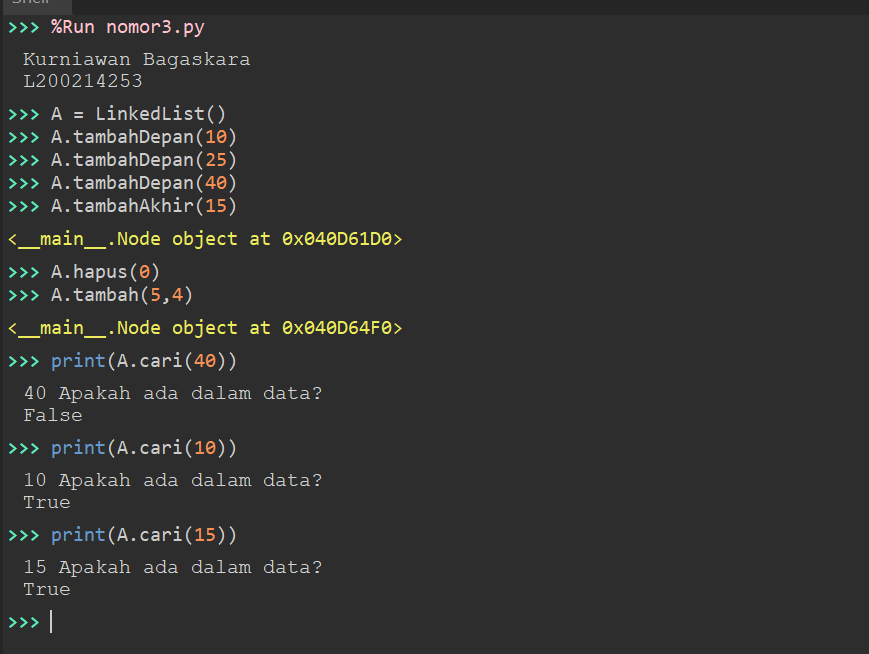 Shell
>>> %Run nomor3.py
Kurniawan Bagaskara
L200214253
>>> A = LinkedList()
>>> A.tambahDepan(10)
>>> A.tambahDepan(25)
>>> A.tambahDepan(40)
>>> A.tambahAkhir(15)
<__main__.Node object at 0x040D61D0>
>>> A.hapus(0)
>>> A.tambah(5,4)
<__main__.Node object at 0x040D64F0>
>>> print(A.cari(40))
40 Apakah ada dalam data?
False
>>> print(A.cari(10))
10 Apakah ada dalam data?
True
>>> print(A.cari(15))
15 Apakah ada dalam data?
True
>>>